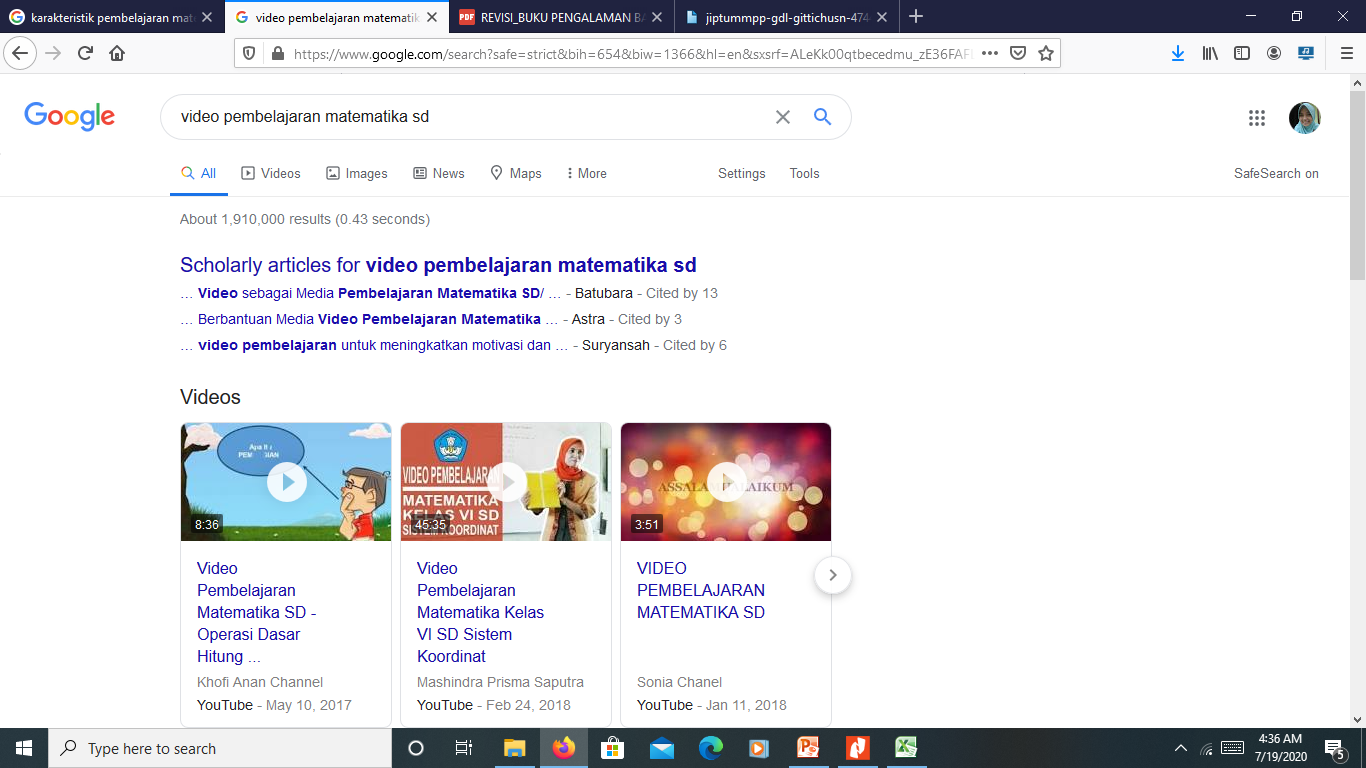 karakteristik pembelajaran mat
video pembelajaran matematik
REVISI_BUKU PENGALAMAN BA
jiptummpp-gdl-gittichusn-474
https://www.google.com/search?safe=strict&bih=654&biw=1366&hl=en&sxsrf=ALeKk00qtbecedmu_zE36FAF
Google
video pembelajaran matematika sd
All
Videos
Images
News
Maps
More
Settings
Tools
SafeSearch on
About 1,910,000 results (0.43 seconds)
Scholarly articles for video pembelajaran matematika sd
... Video sebagai Media Pembelajaran Matematika SD/ ... - Batubara - Cited by 13
... Berbantuan Media Video Pembelajaran Matematika ... - Astra - Cited by 3
... video pembelajaran untuk meningkatkan motivasi dan ... - Suryansah - Cited by 6
Videos
8:36
Video
Pembelajaran
Matematika SD -
Operasi Dasar
Hitung ...
Khofi Anan Channel
YouTube - May 10, 2017
VIDEO PEMBELAJARAN
MATEMATIKA
KELAS VI SD
SISTEM KOORDINAT
45:35
Video
Pembelajaran
Matematika Kelas
VI SD Sistem
Koordinat
Mashindra Prisma Saputra
YouTube - Feb 24, 2018
3:51
VIDEO
PEMBELAJARAN
MATEMATIKA SD
Sonia Chanel
YouTube - Jan 11, 2018
Type here to search
4:36 AM
7/19/2020
5